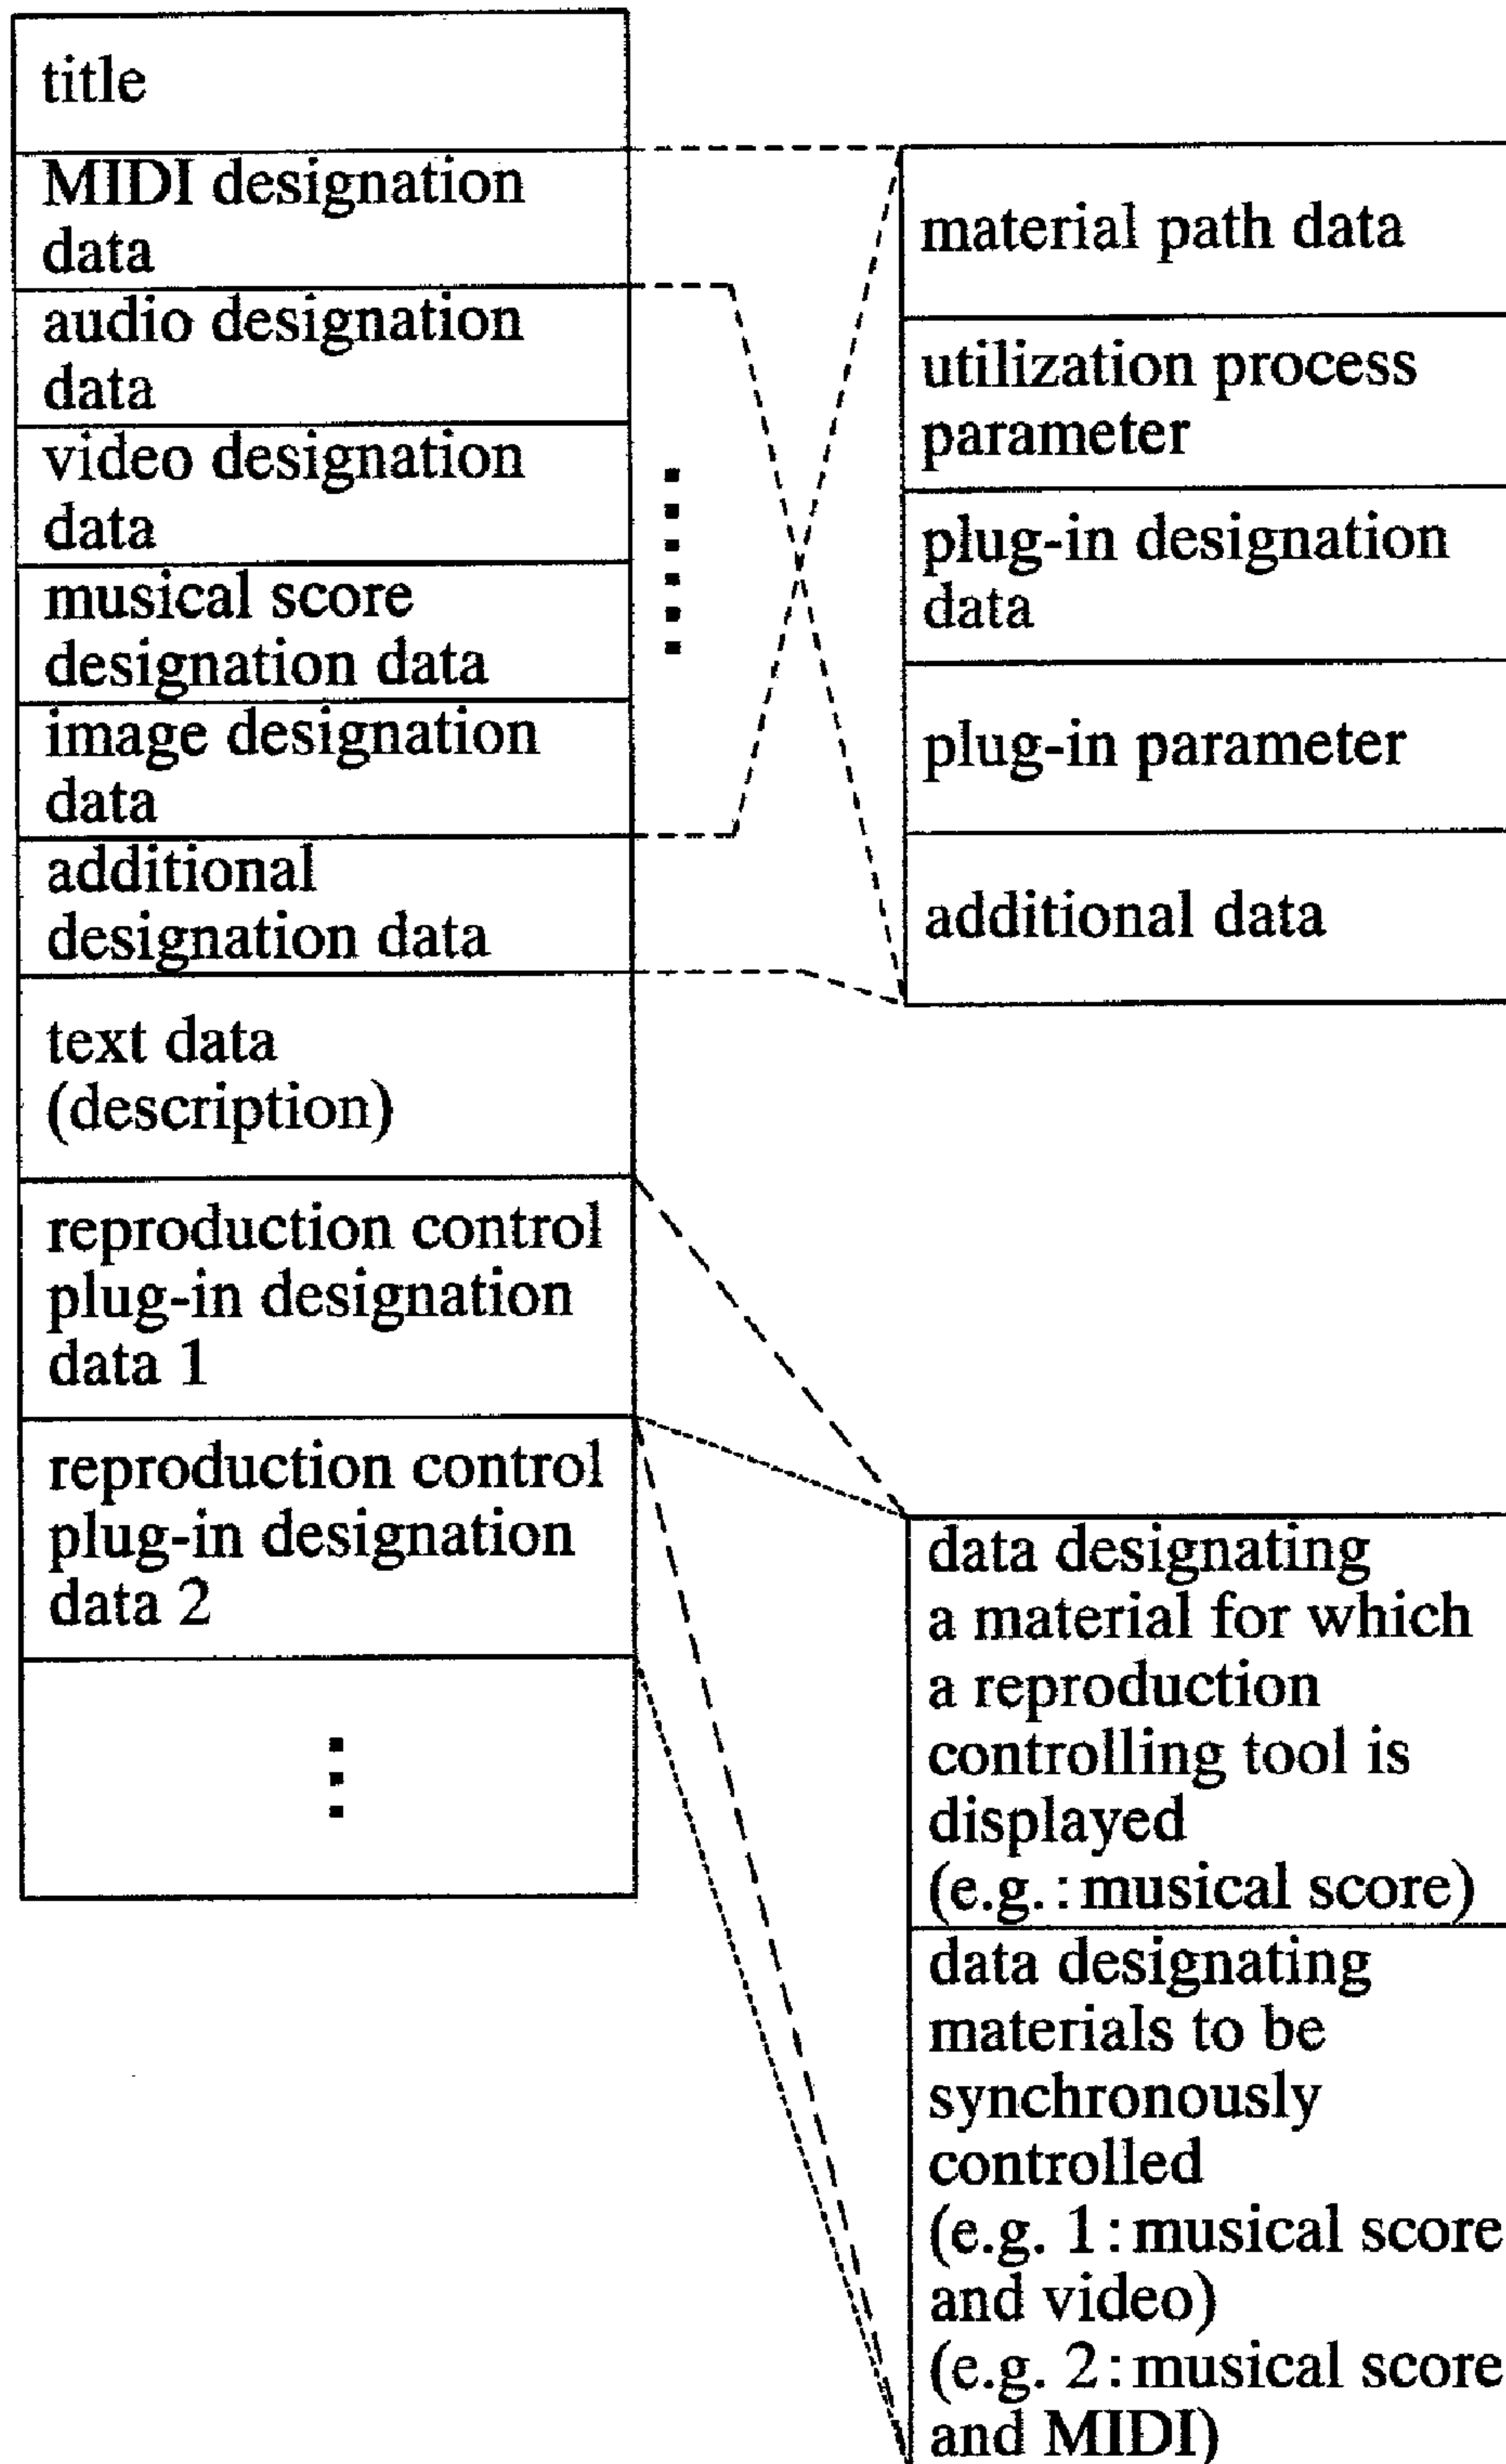 title
MIDI designation
data
audio designation
data
video designation
data
musical score
designation data
image designation
data
additional
designation data
text data
(description)
reproduction control
plug-in designation
data 1
reproduction control
plug-in designation
data 2
material path data
utilization process
parameter
plug-in designation
data
plug-in parameter
additional data
data designating
a material for which
a reproduction
controlling tool is
displayed
(e.g.: musical score)
data designating
materials to be
synchronously
controlled
(e.g. 1: musical score
and video)
(e.g. 2: musical score
and MIDI)